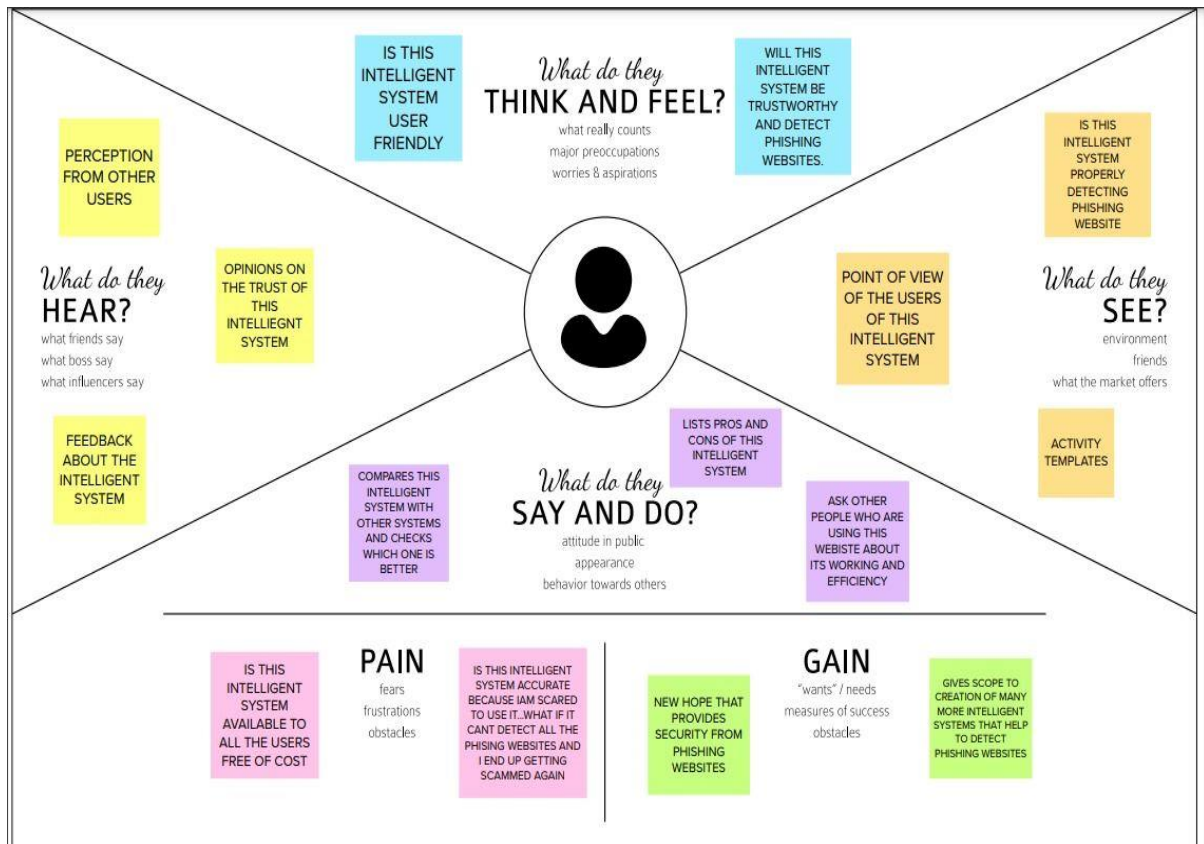 IS THIS
INTELLIGENT
SYSTEM
USER
FRIENDLY
What do they
THINK AND FEEL?
what really counts
major preoccupations
worries & aspirations
WILL THIS
INTELLIGENT
SYSTEM BE
TRUSTWORTHY
AND DETECT
PHISHING
WEBSITES.
PERCEPTION
FROM OTHER
USERS
What do they
HEAR?
what friends say
what boss say
what influencers say
OPINIONS ON
THE TRUST OF
THIS
INTELLIEGNT
SYSTEM
FEEDBACK
ABOUT THE
INTELLIGENT
SYSTEM
IS THIS
INTELLIGENT
SYSTEM
PROPERLY
DETECTING
PHISHING
WEBSITE
POINT OF VIEW
OF THE USERS
OF THIS
INTELLIGENT
SYSTEM
What do they
SEE?
environment
friends
what the market offers
ACTIVITY
TEMPLATES
COMPARES THIS
INTELLIGENT
SYSTEM WITH
OTHER SYSTEMS
AND CHECKS
WHICH ONE IS
BETTER
What do they
SAY AND DO?
attitude in public
appearance
behavior towards others
LISTS PROS AND
CONS OF THIS
INTELLIGENT
SYSTEM
ASK OTHER
PEOPLE WHO ARE
USING THIS
WEBISTE ABOUT
ITS WORKING AND
EFFICIENCY
IS THIS
INTELLIGENT
SYSTEM
AVAILABLE TO
ALL THE USERS
FREE OF COST
PAIN
fears
frustrations
obstacles
IS THIS INTELLIGENT
SYSTEM ACCURATE
BECAUSE IAM SCARED
TO USE IT...WHAT IF IT
CANT DETECT ALL THE
PHISING WEBSITES AND
I END UP GETTING
SCAMMED AGAIN
NEW HOPE THAT
PROVIDES
SECURITY FROM
PHISHING
WEBSITES
GAIN
"wants" / needs
measures of success
obstacles
GIVES SCOPE TO
CREATION OF MANY
MORE INTELLIGENT
SYSTEMS THAT HELP
TO DETECT
PHISHING WEBSITES